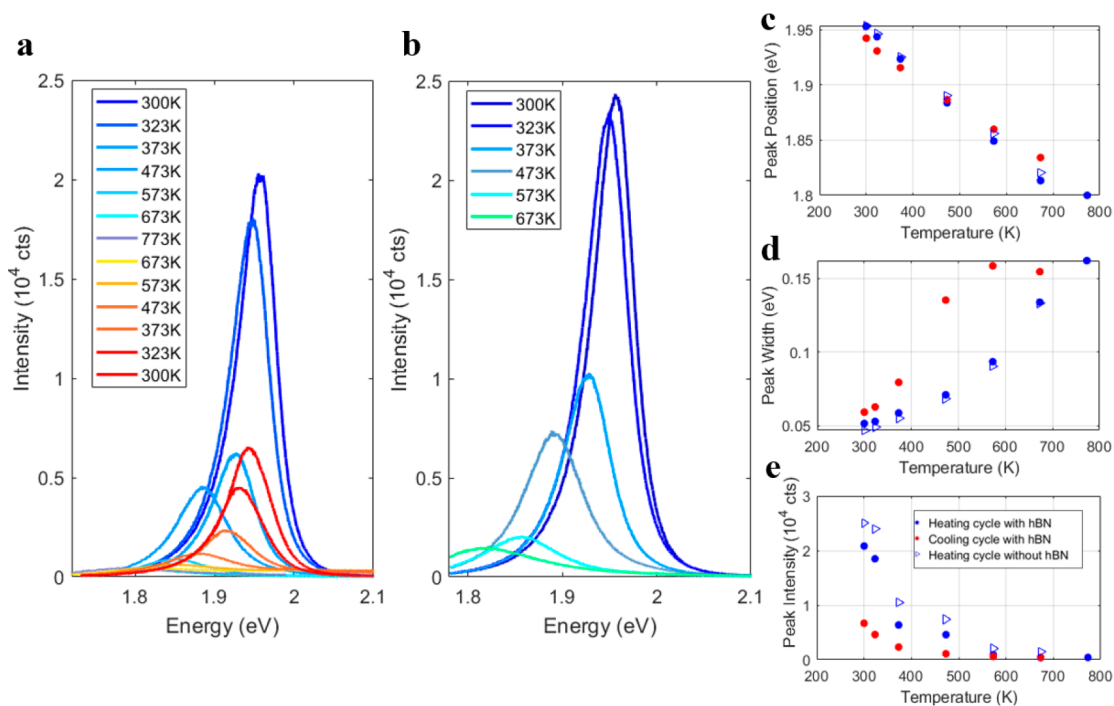 a
2.5
2
1.5
1
0.5
0
Intensity (10⁴ cts)
300K
323K
373K
473K
573K
673K
773K
673K
573K
473K
373K
323K
300K
1.8
1.9
2
2.1
Energy (eV)
b
2.5
2
1.5
1
0.5
0
Intensity (10⁴ cts)
300K
323K
373K
473K
573K
673K
1.8
1.9
2
2.1
Energy (eV)
c
1.95
1.9
1.85
1.8
Peak Position (eV)
200 300 400 500 600 700 800
Temperature (K)
d
0.15
0.1
0.05
Peak Width (eV)
200 300 400 500 600 700 800
Temperature (K)
e
3
2
1
0
Peak Intensity (10⁴ cts)
Heating cycle with hBN
Cooling cycle with hBN
Heating cycle without hBN
200 300 400 500 600 700 800
Temperature (K)